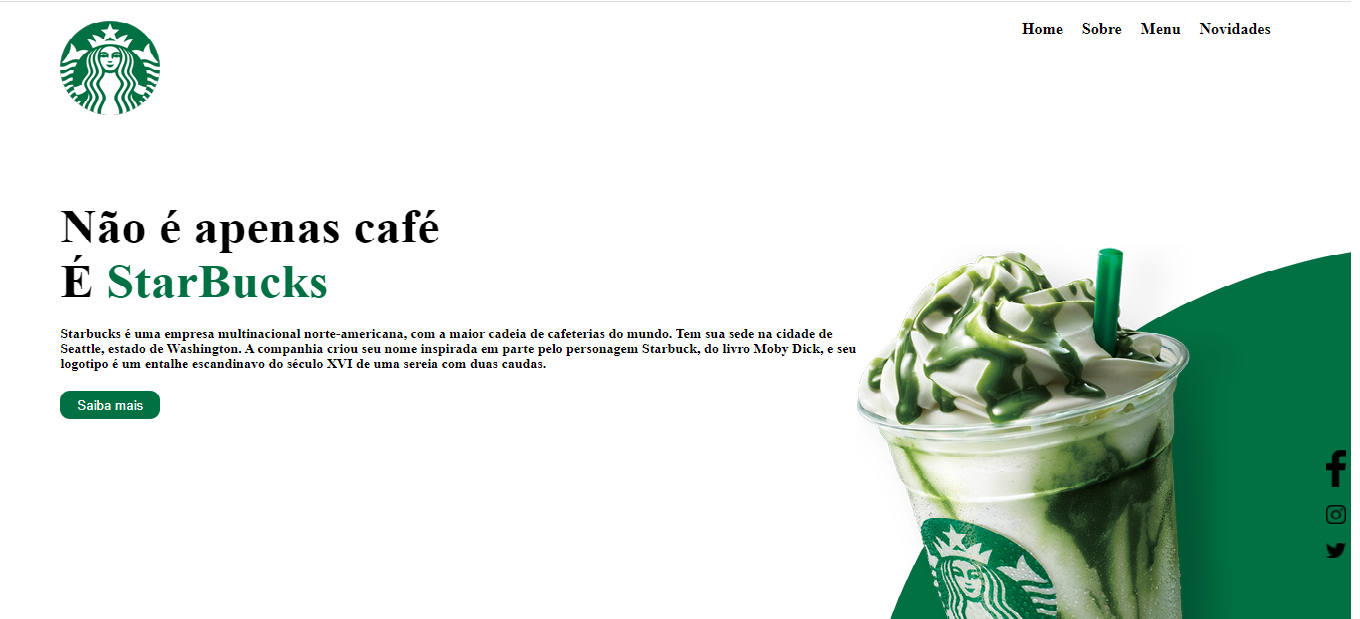 Home Sobre Menu Novidades
Não é apenas café
É StarBucks
Starbucks é uma empresa multinacional norte-americana, com a maior cadeia de cafeterias do mundo. Tem sua sede na cidade de
Seattle, estado de Washington. A companhia criou seu nome inspirada em parte pelo personagem Starbuck, do livro Moby Dick, e seu
logotipo é um entalhe escandinavo do século XVI de uma sereia com duas caudas.
Saiba mais